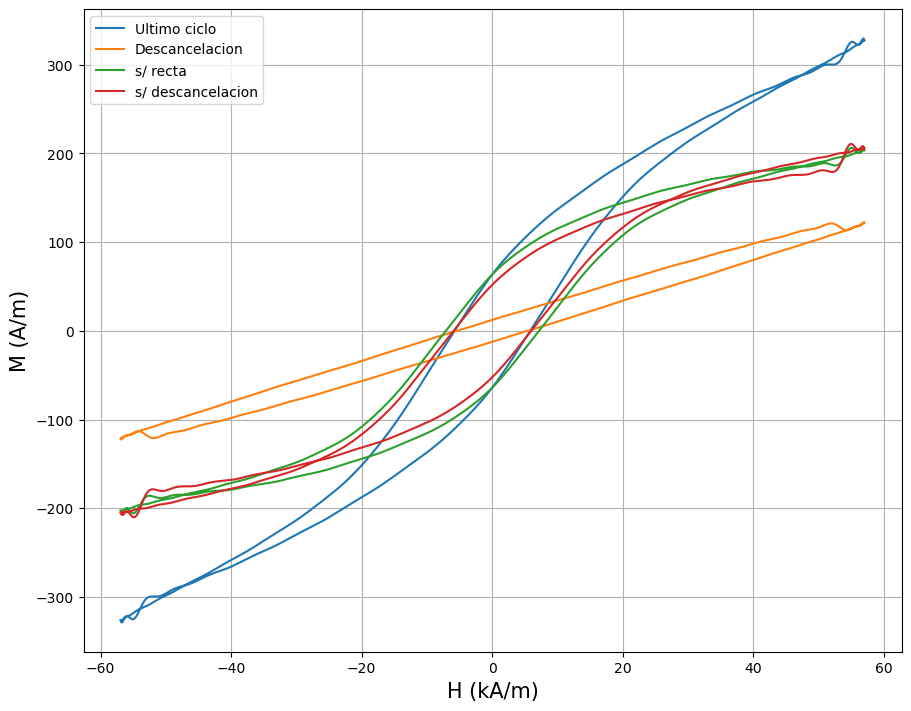 Ultimo ciclo
Descancelacion
s/ recta
s/ descancelacion
300
200
100
0
−100
−200
−300
M (A/m)
−60 −40 −20 0 20 40 60
H (kA/m)